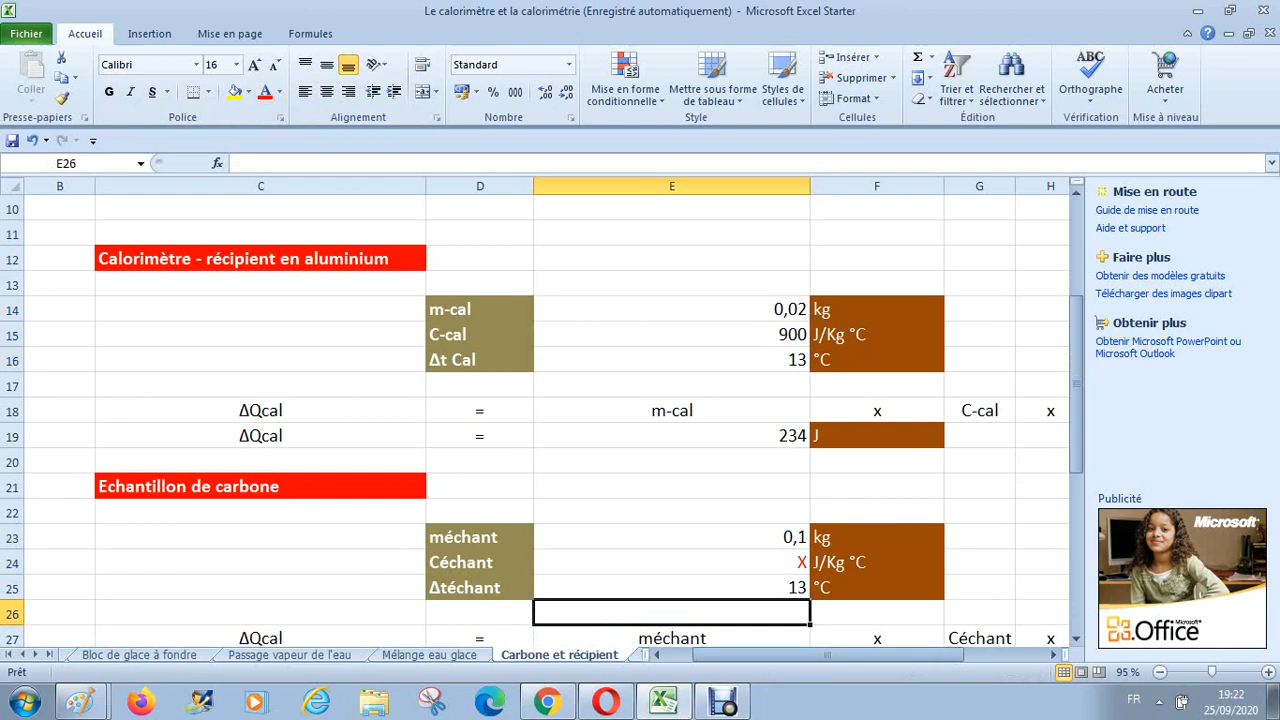 Le calorimètre et la calorimétrie (Enregistré automatiquement) - Microsoft Excel Starter
Fichier Accueil Insertion Mise en page Formules
Coller
Presse-papiers
Calibri 16
G I S
Police
Alignement
Standard
% 000
Nombre
Mise en forme conditionnelle
Mettre sous forme de tableau
Styles de cellules
Style
Insérer
Supprimer
Format
Cellules
Σ
Trier et filtrer
Rechercher et sélectionner
Édition
ABC
Orthographe
Vérification
Acheter
Mise à niveau
E26 fx
B C D E F G H
10
11
12 Calorimètre - récipient en aluminium
13
14 m-cal 0,02 kg
15 C-cal 900 J/Kg °C
16 Δt Cal 13 °C
17
18 ΔQcal = m-cal x C-cal x
19 ΔQcal = 234 J
20
21 Echantillon de carbone
22
23 méchant 0,1 kg
24 Céchant X J/Kg °C
25 Δtéchant 13 °C
26
27 ΔQcal = méchant x Céchant x
Mise en route
Guide de mise en route
Aide et support
Faire plus
Obtenir des modèles gratuits
Télécharger des images clipart
Obtenir plus
Obtenir Microsoft PowerPoint ou
Microsoft Outlook
Publicité
Microsoft
Office
Bloc de glace à fondre Passage vapeur de l'eau Mélange eau glace Carbone et récipient
Prêt 95 %
FR 19:22
25/09/2020